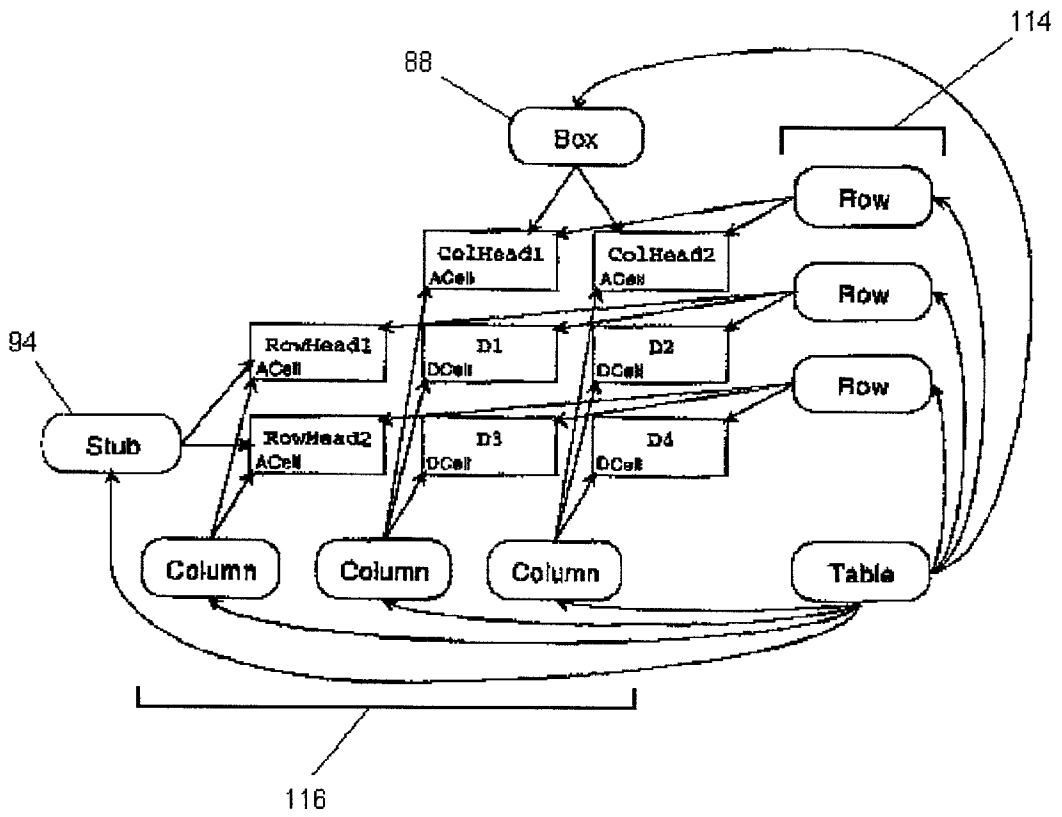 114
88
Box
Row
ColHead1
ACell
ColHead2
ACell
Row
94
RowHead1
ACell
D1
DCell
D2
DCell
Row
Stub
RowHead2
ACell
D3
DCell
D4
DCell
Column
Column
Column
Table
116